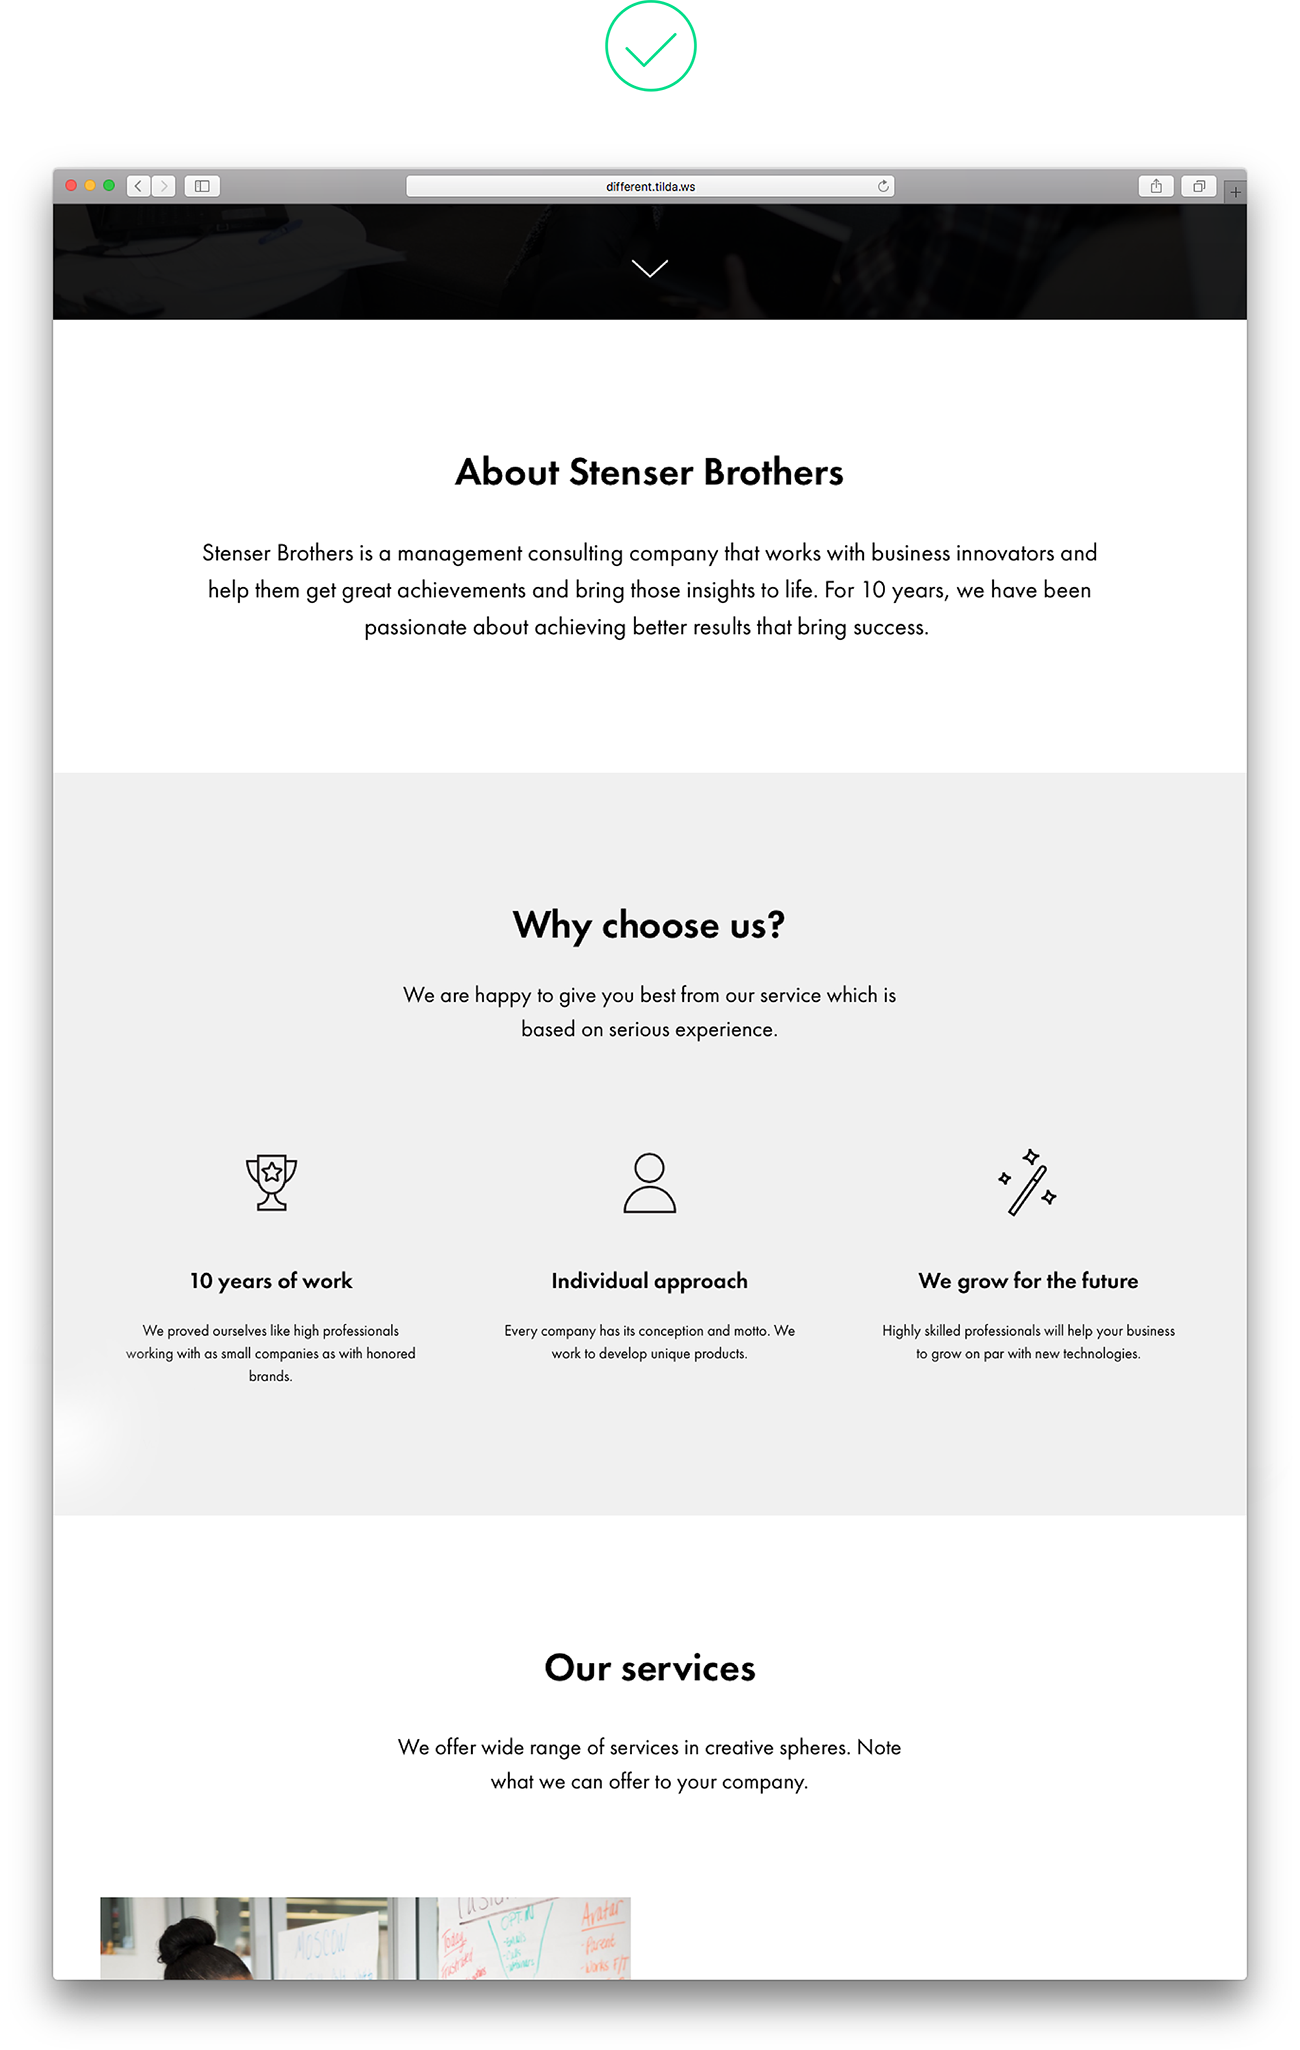 different.tilda.ws
About Stenser Brothers
Stenser Brothers is a management consulting company that works with business innovators and
help them get great achievements and bring those insights to life. For 10 years, we have been
passionate about achieving better results that bring success.
Why choose us?
We are happy to give you best from our service which is
based on serious experience.
10 years of work
We proved ourselves like high professionals
working with as small companies as with honored
brands.
Individual approach
Every company has its conception and motto. We
work to develop unique products.
We grow for the future
Highly skilled professionals will help your business
to grow on par with new technologies.
Our services
We offer wide range of services in creative spheres. Note
what we can offer to your company.
MOSCOW
Today
Avatar
- Parent
- Works F/T